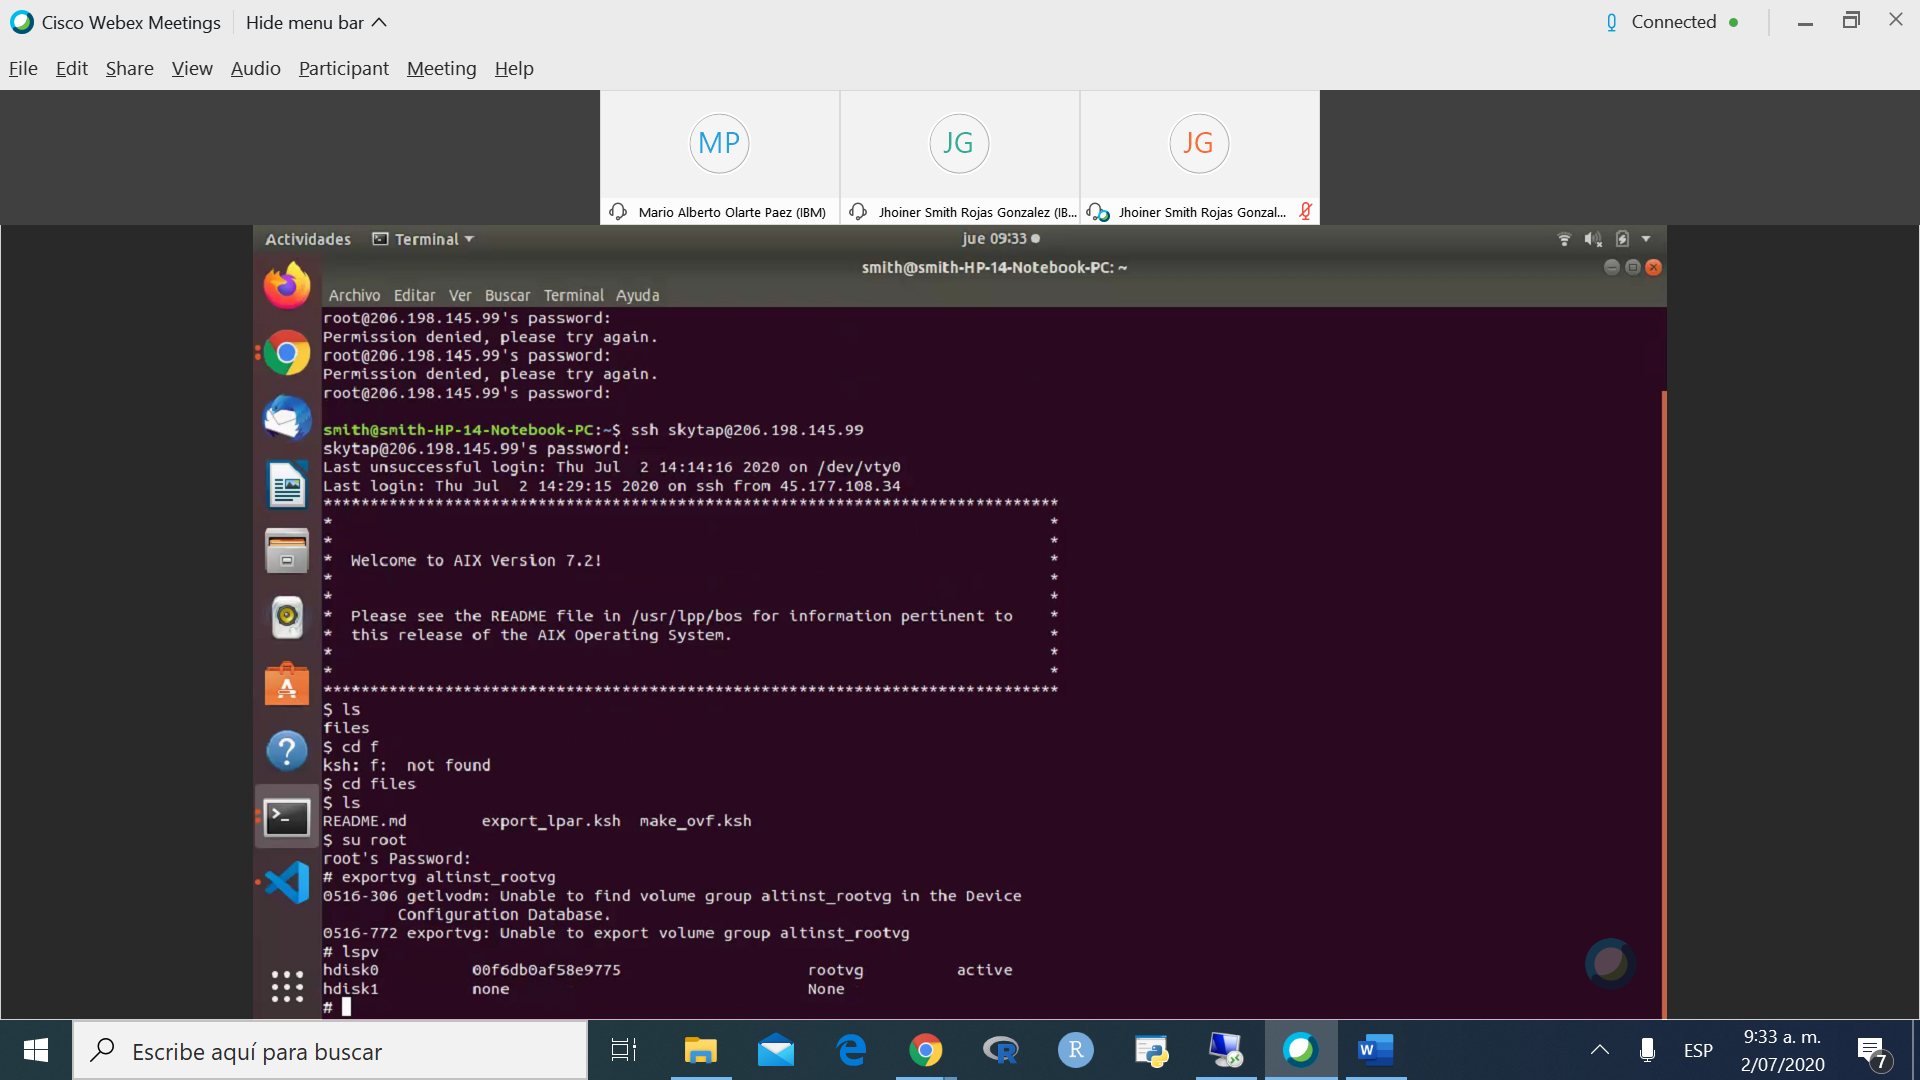 Cisco Webex Meetings
Hide menu bar
Connected
File Edit Share View Audio Participant Meeting Help
MP
JG
JG
Mario Alberto Olarte Paez (IBM)
Jhoiner Smith Rojas Gonzalez (IB...
Jhoiner Smith Rojas Gonzal...
Actividades
Terminal
jue 09:33
smith@smith-HP-14-Notebook-PC: ~
Archivo Editar Ver Buscar Terminal Ayuda
root@206.198.145.99's password:
Permission denied, please try again.
root@206.198.145.99's password:
Permission denied, please try again.
root@206.198.145.99's password:
smith@smith-HP-14-Notebook-PC:~$ ssh skytap@206.198.145.99
skytap@206.198.145.99's password:
Last unsuccessful login: Thu Jul  2 14:14:16 2020 on /dev/vty0
Last login: Thu Jul  2 14:29:15 2020 on ssh from 45.177.108.34
*******************************************************************************
*                                                                             *
*                                                                             *
*  Welcome to AIX Version 7.2!                                                *
*                                                                             *
*                                                                             *
*  Please see the README file in /usr/lpp/bos for information pertinent to    *
*  this release of the AIX Operating System.                                  *
*                                                                             *
*                                                                             *
*******************************************************************************
$ ls
files
$ cd f
ksh: f:  not found
$ cd files
$ ls
README.md        export_lpar.ksh  make_ovf.ksh
$ su root
root's Password:
# exportvg altinst_rootvg
0516-306 getlvodm: Unable to find volume group altinst_rootvg in the Device
        Configuration Database.
0516-772 exportvg: Unable to export volume group altinst_rootvg
# lspv
hdisk0          00f6db0af58e9775                    rootvg          active
hdisk1          none                                None
#
Escribe aquí para buscar
ESP
9:33 a. m.
2/07/2020
7